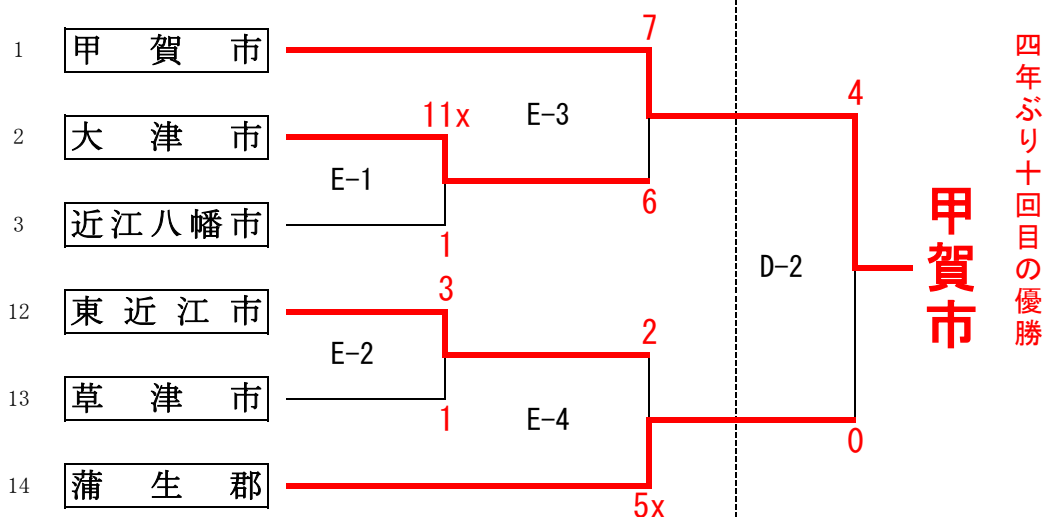 1 甲賀市
2 大津市
3 近江八幡市
12 東近江市
13 草津市
14 蒲生郡
E-1
11x
1
E-2
3
1
E-3
7
6
E-4
2
5x
D-2
4
0
甲賀市
四年ぶり十回目の優勝